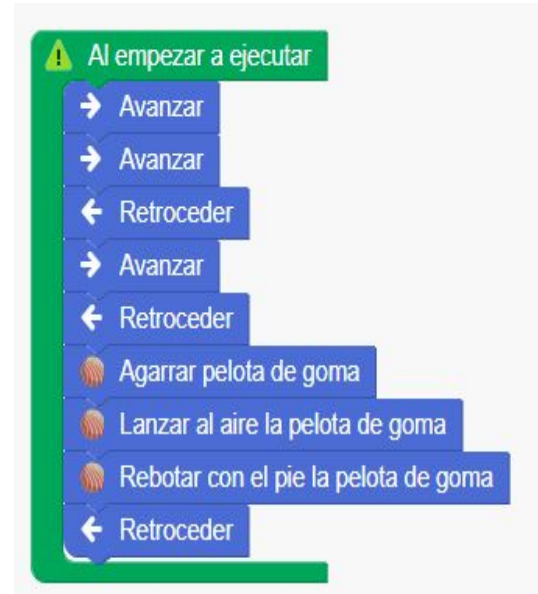 Al empezar a ejecutar
Avanzar
Avanzar
Retroceder
Avanzar
Retroceder
Agarrar pelota de goma
Lanzar al aire la pelota de goma
Rebotar con el pie la pelota de goma
Retroceder